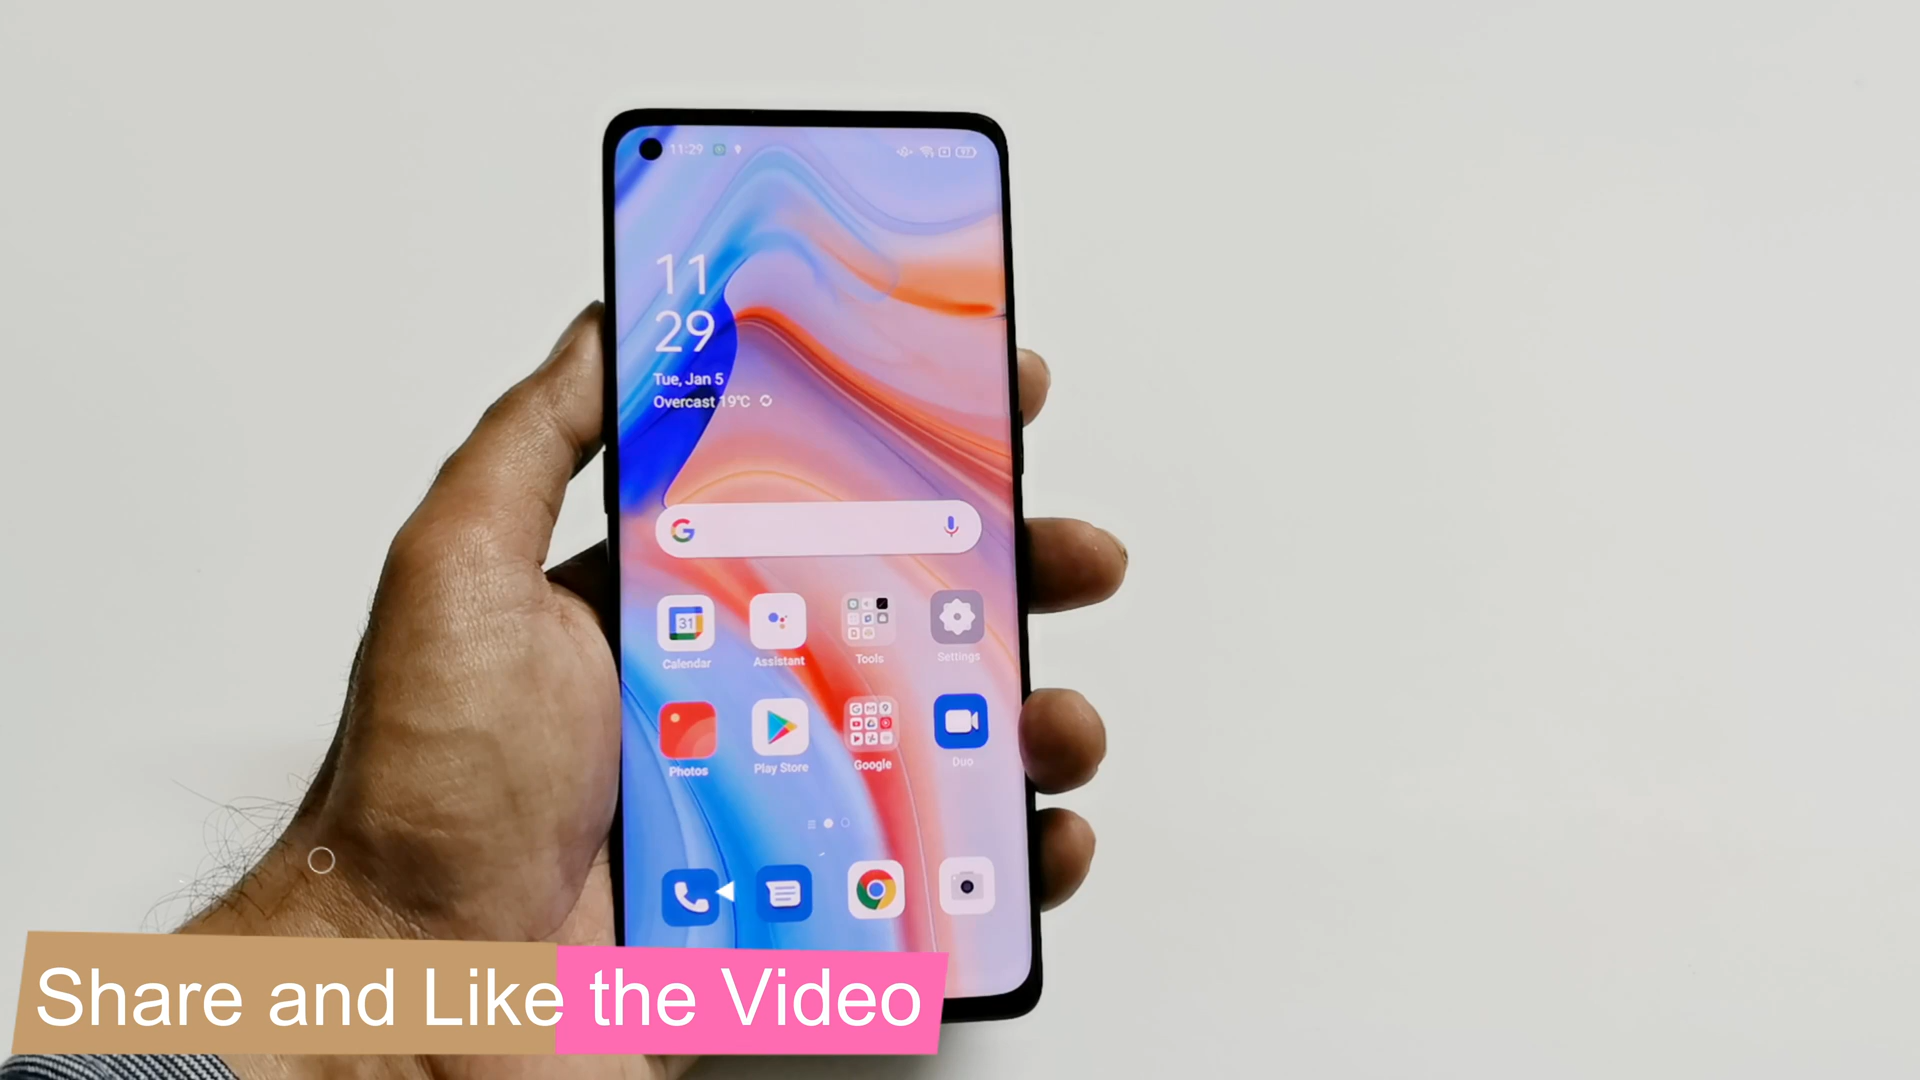 11:29
97
11
29
Tue, Jan 5
Overcast 19°C
G
31
Calendar
Assistant
Tools
Settings
Photos
Play Store
Google
Duo
Share and Like the Video